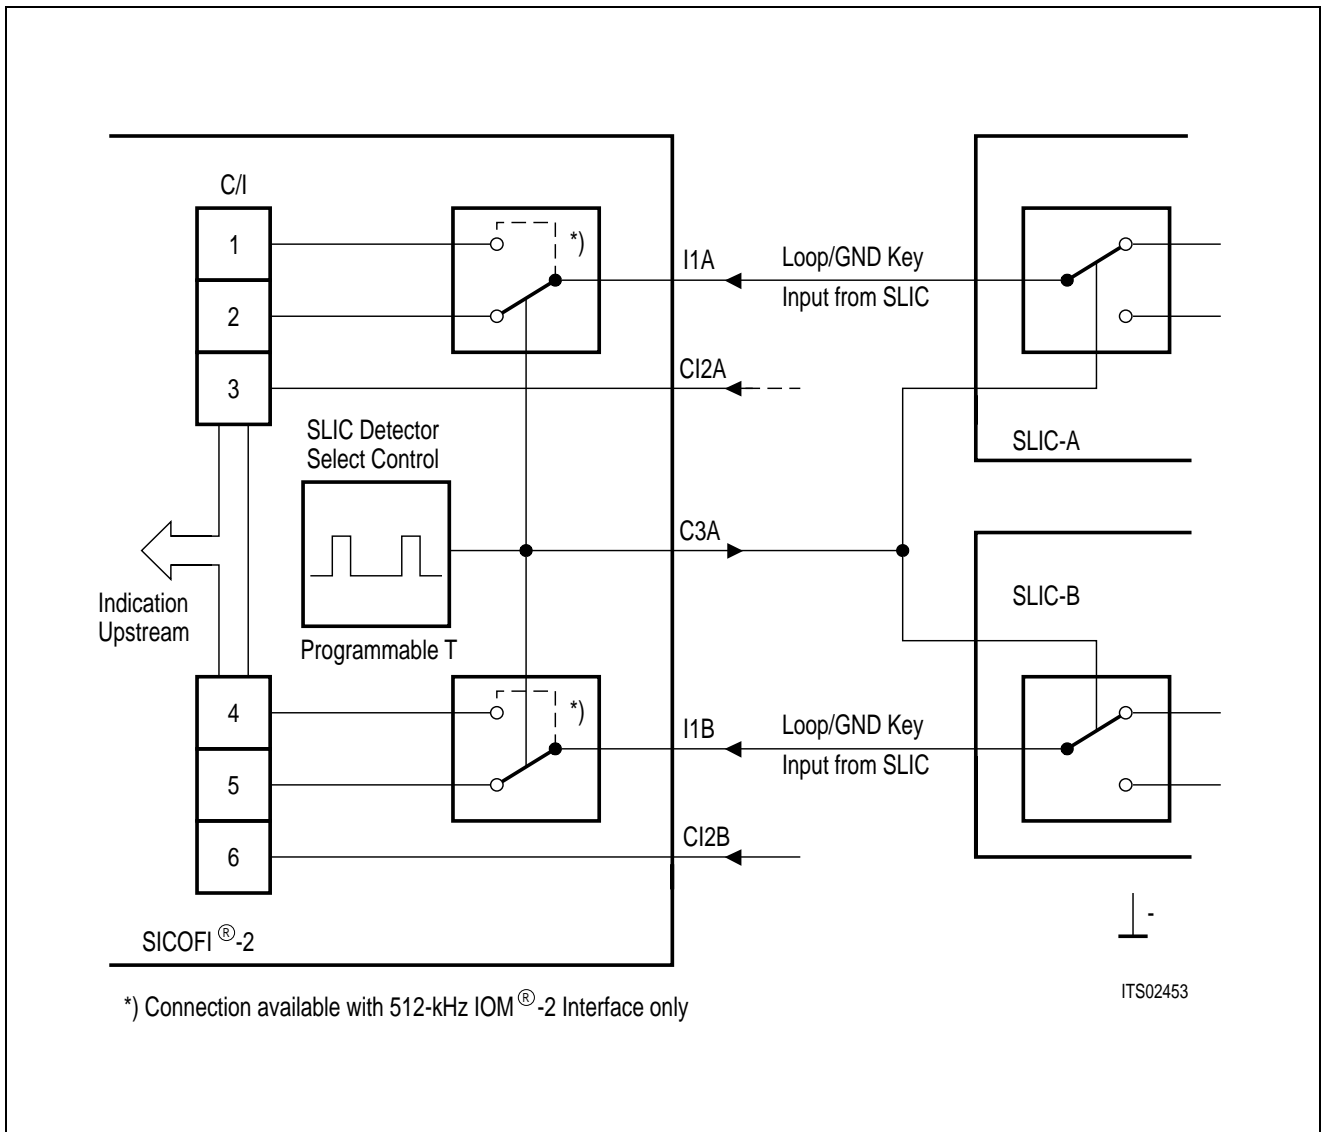 C/I
1
2
3
*)
I1A
Loop/GND Key
Input from SLIC
CI2A
SLIC Detector
Select Control
SLIC-A
C3A
Indication
Upstream
Programmable T
SLIC-B
4
5
6
*)
I1B
Loop/GND Key
Input from SLIC
CI2B
-
SICOFI ®-2
*) Connection available with 512-kHz IOM ®-2 Interface only
ITS02453